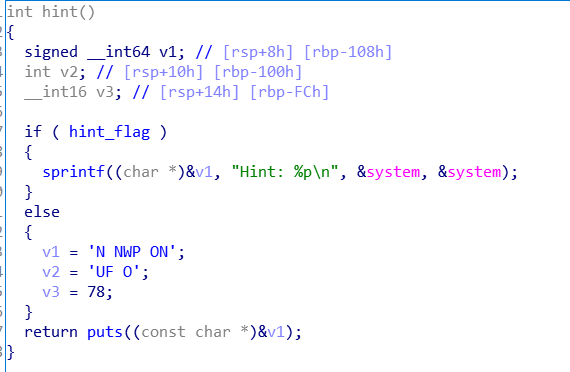 int hint()
{
signed __int64 v1; // [rsp+8h] [rbp-108h]
int v2; // [rsp+10h] [rbp-100h]
__int16 v3; // [rsp+14h] [rbp-FCh]
if ( hint_flag )
{
sprintf((char *)&v1, "Hint: %p\n", &system, &system);
}
else
{
v1 = 'N NWP ON';
v2 = 'UF O';
v3 = 78;
}
return puts((const char *)&v1);
}